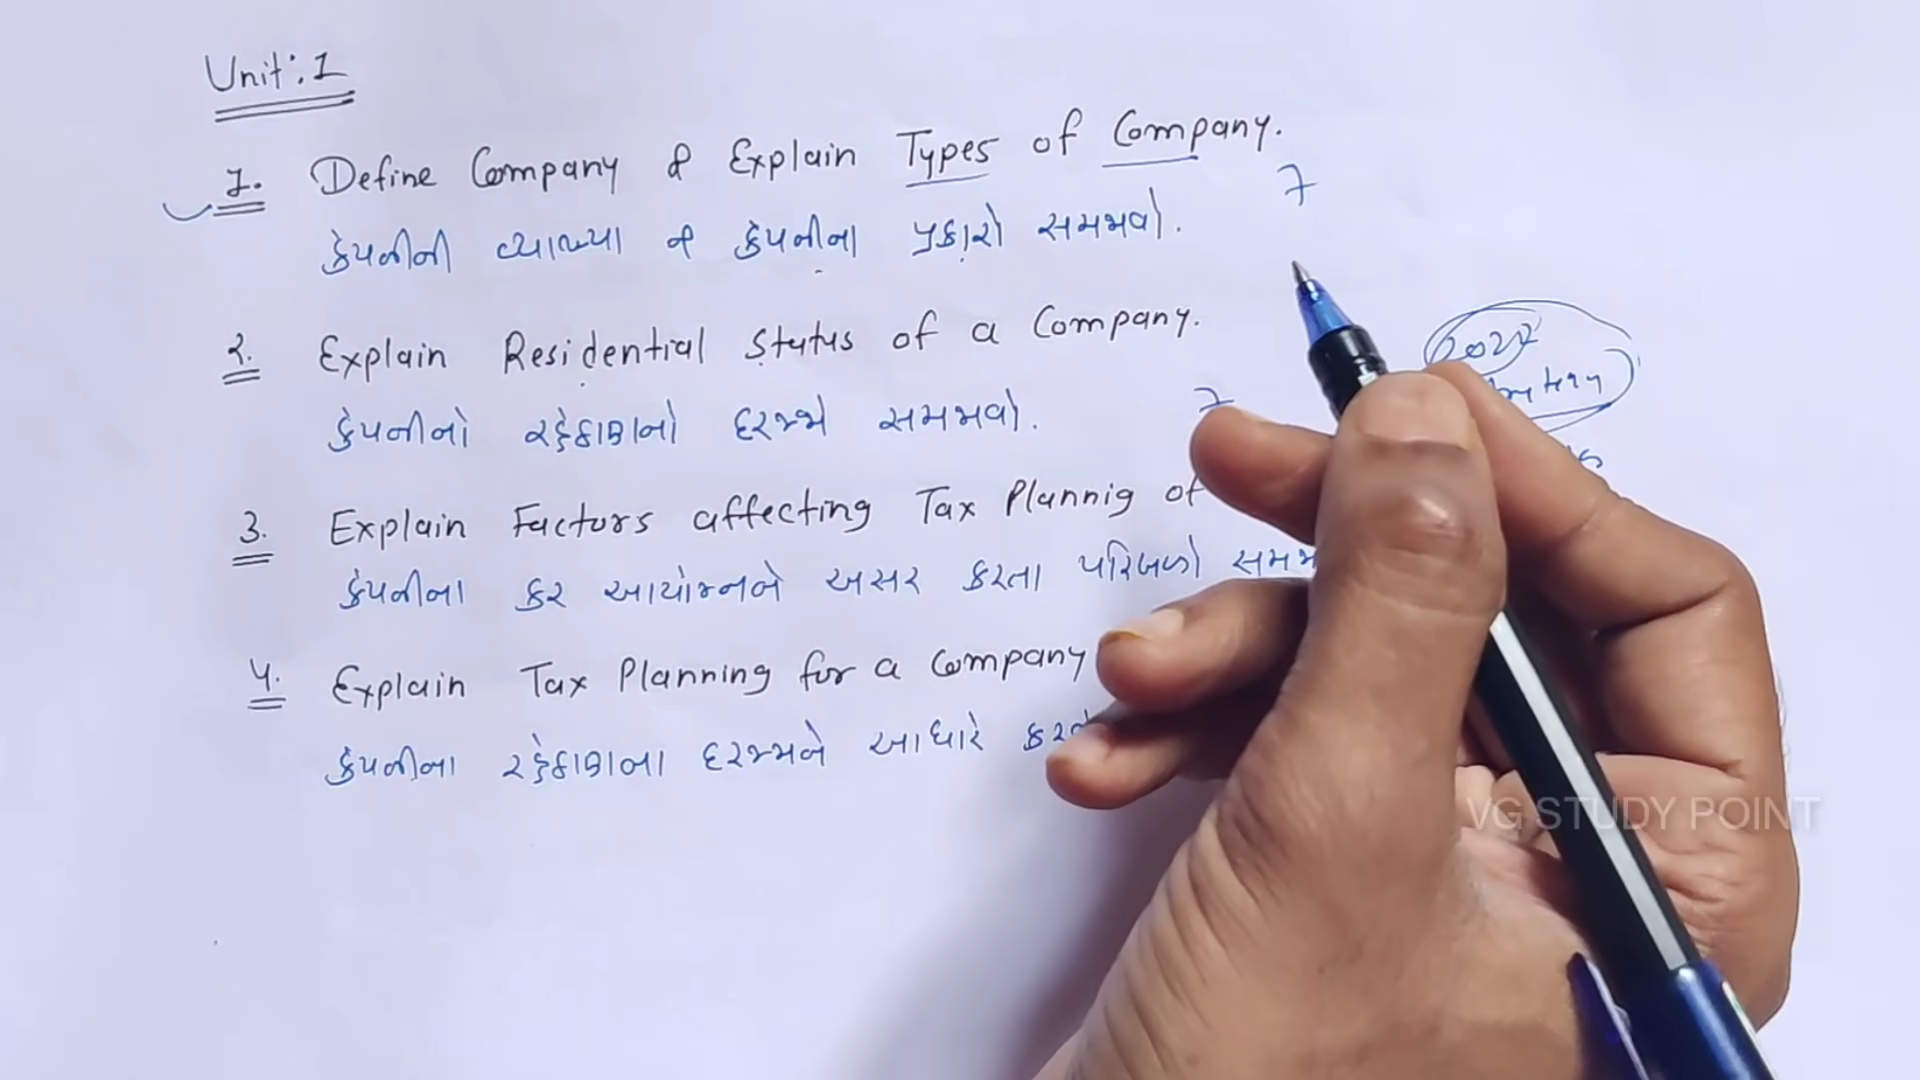 Unit:1
1. Define Company & Explain Types of Company.
7
કંપનીની વ્યાખ્યા ને કંપનીના પ્રકારો સમજાવો.
2. Explain Residential Status of a Company.
કંપનીનો રહેઠાણનો દરજ્જો સમજાવો.
7
3. Explain Factors affecting Tax Plannig of
કંપનીના કર આયોજનને અસર કરતા પરિબળો
4. Explain Tax Planning for a Company
કંપનીના રહેઠાણના દરજ્જાને આધારે
VG STUDY POINT